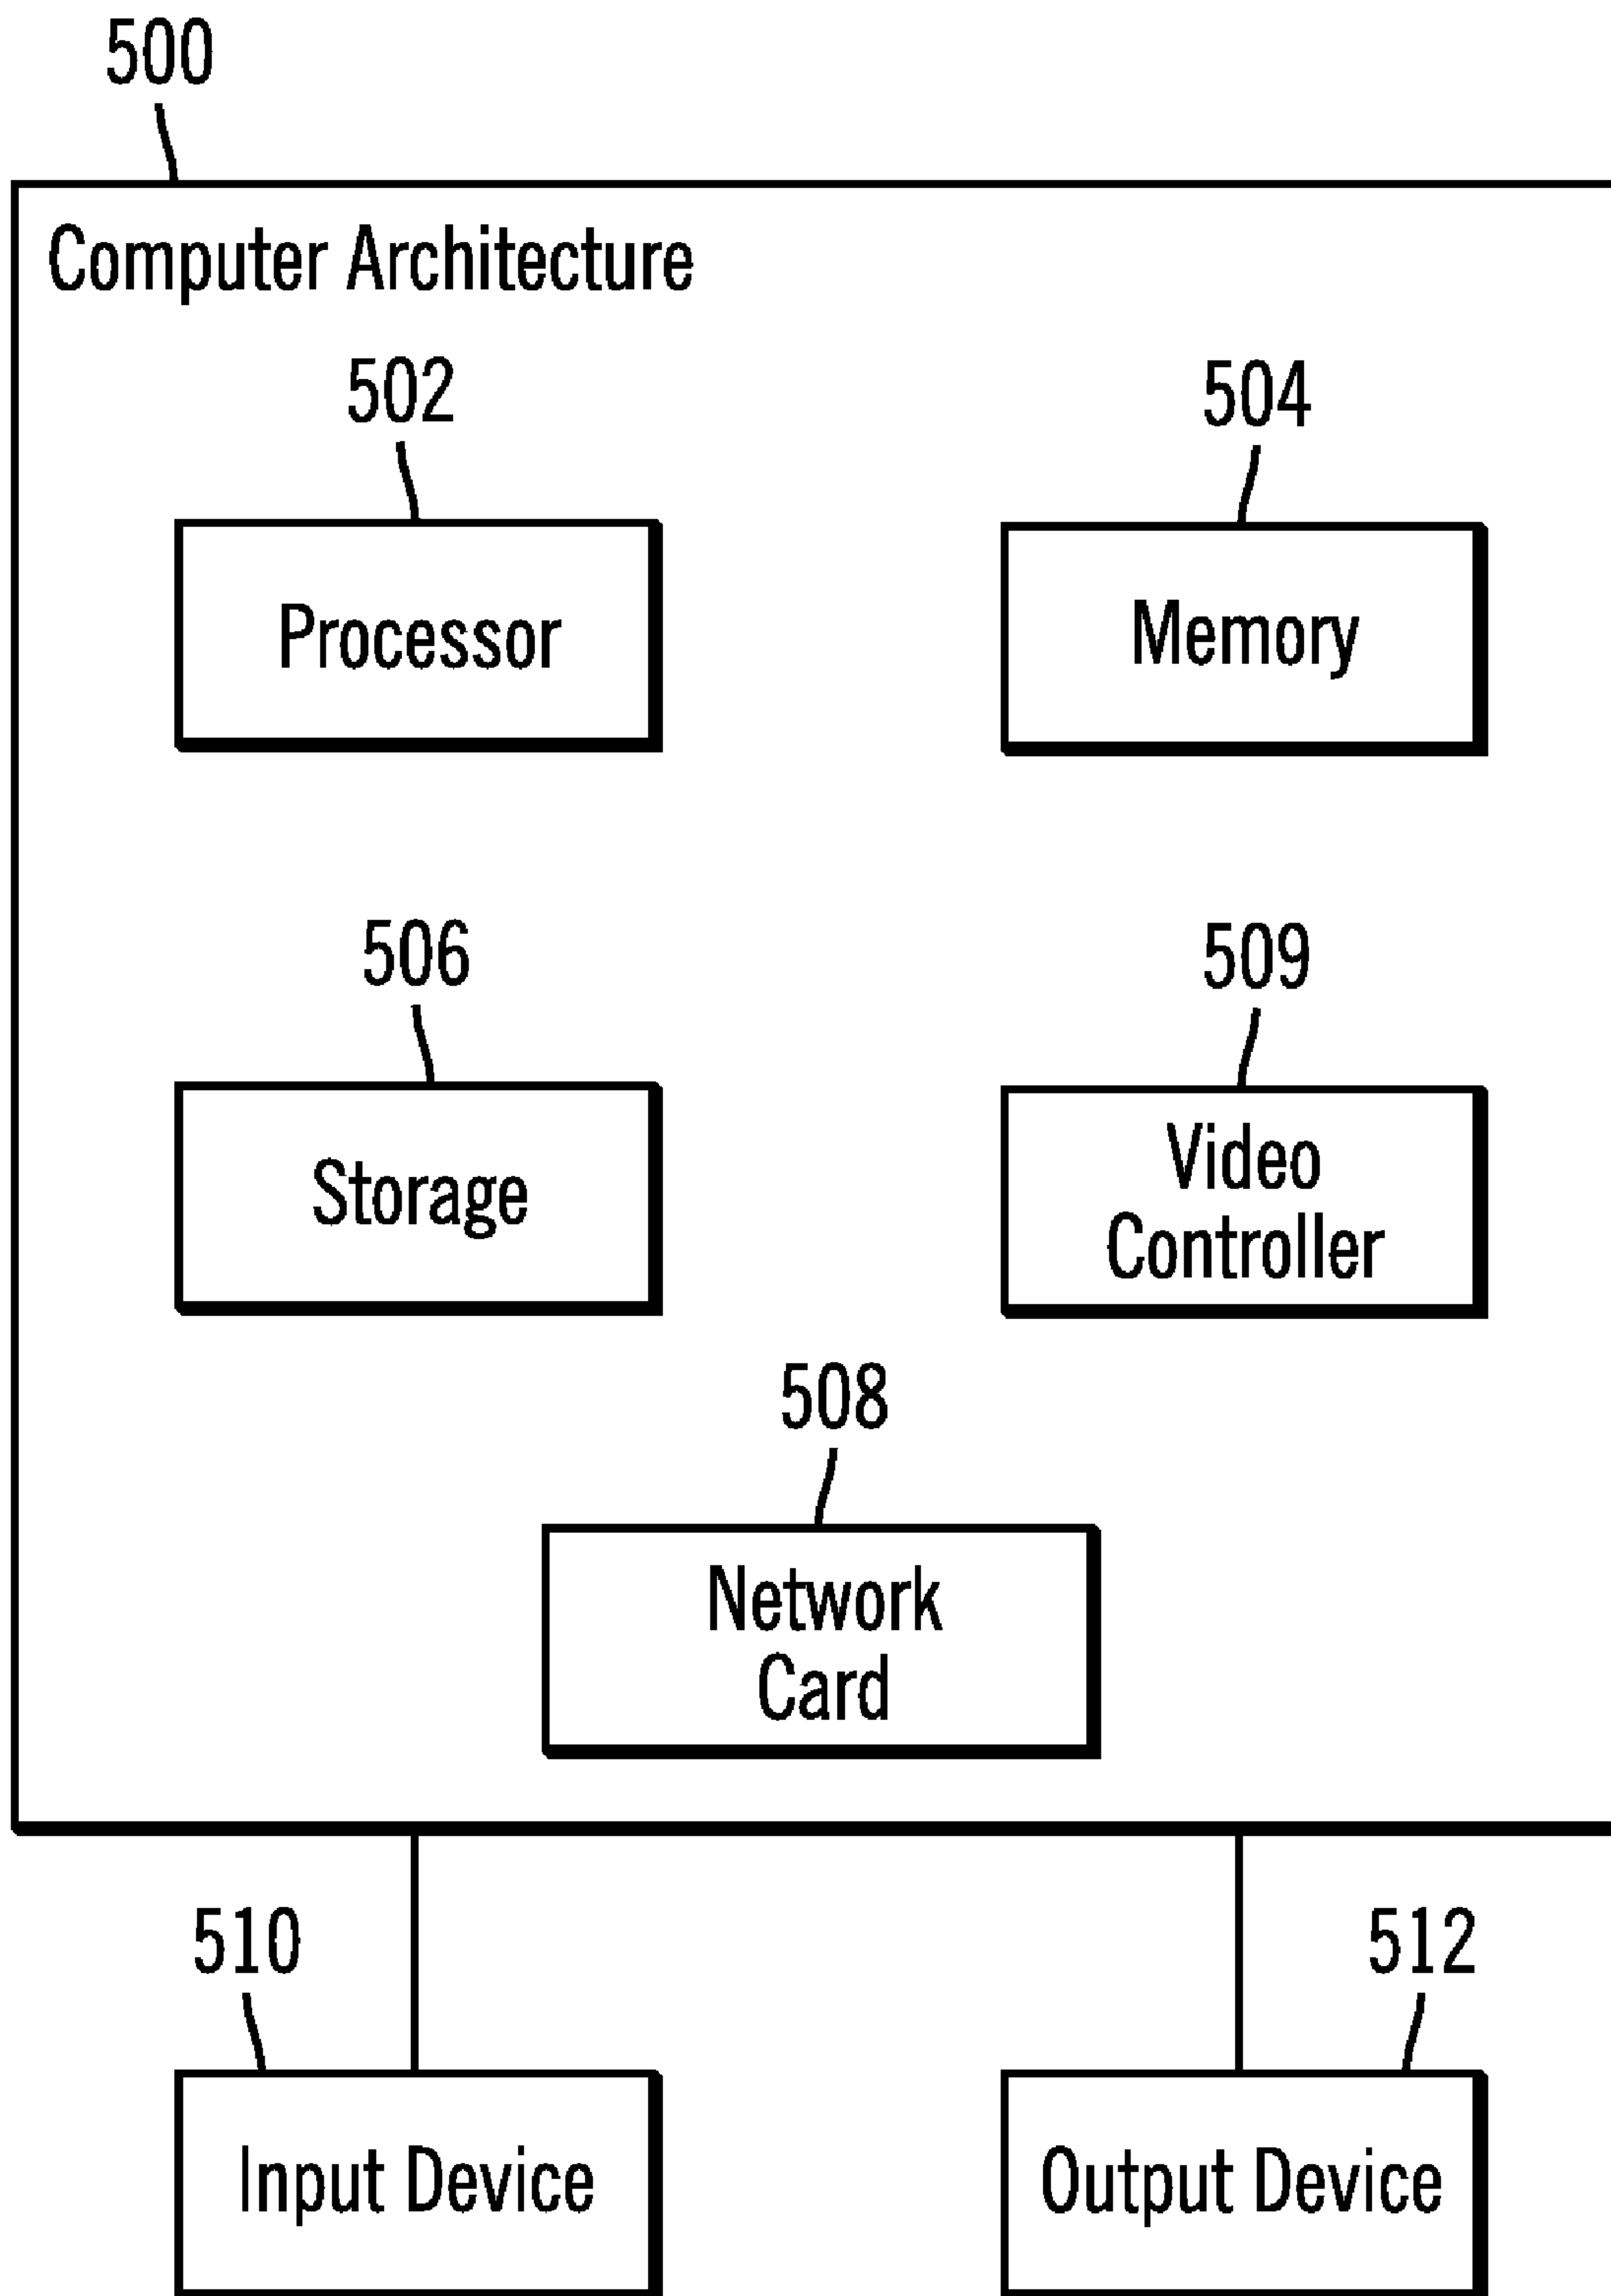 500
Computer Architecture
502
504
Processor
Memory
506
509
Storage
Video
Controller
508
Network
Card
510
512
Input Device
Output Device